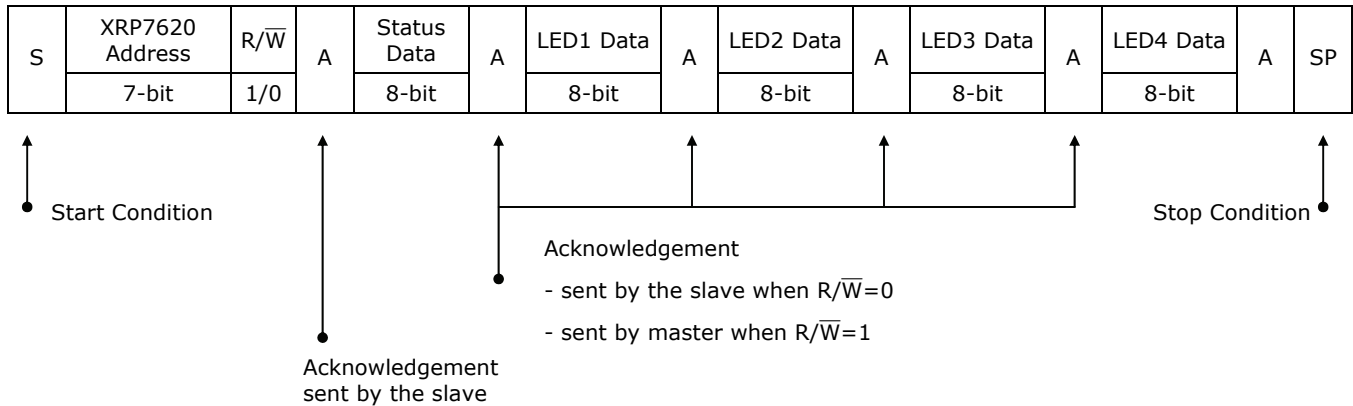 S
XRP7620
Address
R/W̅
A
Status
Data
A
LED1 Data
A
LED2 Data
A
LED3 Data
A
LED4 Data
A
SP
7-bit
1/0
8-bit
8-bit
8-bit
8-bit
8-bit
Start Condition
Stop Condition
Acknowledgement
- sent by the slave when R/W̅=0
- sent by master when R/W̅=1
Acknowledgement
sent by the slave